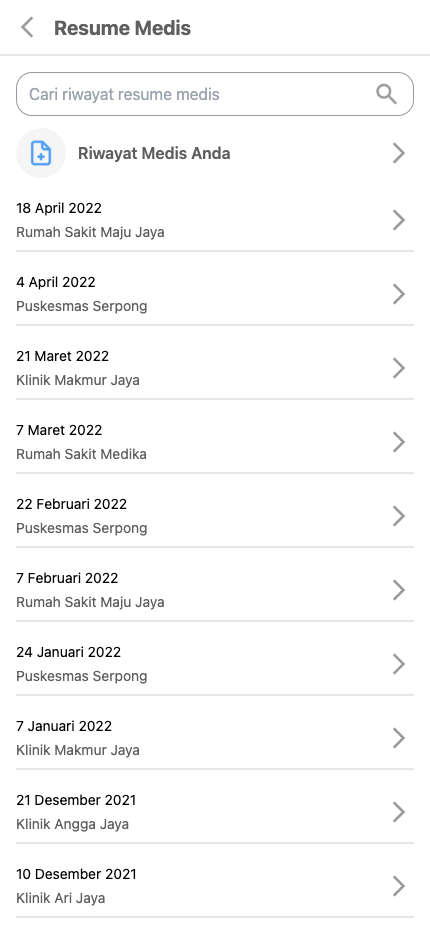 Resume Medis
Cari riwayat resume medis
Riwayat Medis Anda
18 April 2022
Rumah Sakit Maju Jaya
4 April 2022
Puskesmas Serpong
21 Maret 2022
Klinik Makmur Jaya
7 Maret 2022
Rumah Sakit Medika
22 Februari 2022
Puskesmas Serpong
7 Februari 2022
Rumah Sakit Maju Jaya
24 Januari 2022
Puskesmas Serpong
7 Januari 2022
Klinik Makmur Jaya
21 Desember 2021
Klinik Angga Jaya
10 Desember 2021
Klinik Ari Jaya